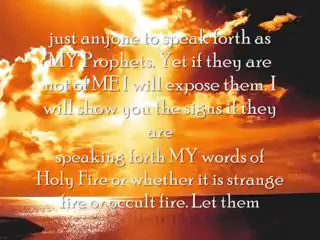 just anyone to speak forth as
MY Prophets. Yet if they are
not of ME I will expose them. I
will show you the signs if they
are
speaking forth MY words of
Holy Fire or whether it is strange
fire or occult fire. Let them